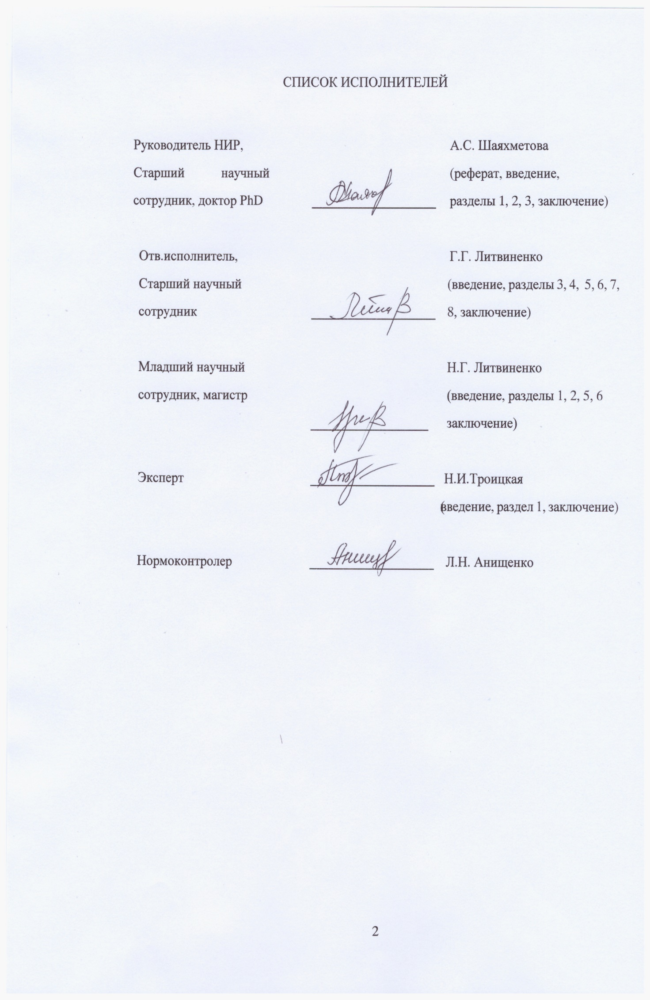 СПИСОК ИСПОЛНИТЕЛЕЙ
Руководитель НИР,
Старший научный
сотрудник, доктор PhD
А.С. Шаяхметова
(реферат, введение,
разделы 1, 2, 3, заключение)
Отв.исполнитель,
Старший научный
сотрудник
Г.Г. Литвиненко
(введение, разделы 3, 4, 5, 6, 7,
8, заключение)
Младший научный
сотрудник, магистр
Н.Г. Литвиненко
(введение, разделы 1, 2, 5, 6
заключение)
Эксперт
Н.И.Троицкая
(введение, раздел 1, заключение)
Нормоконтролер
Л.Н. Анищенко
2